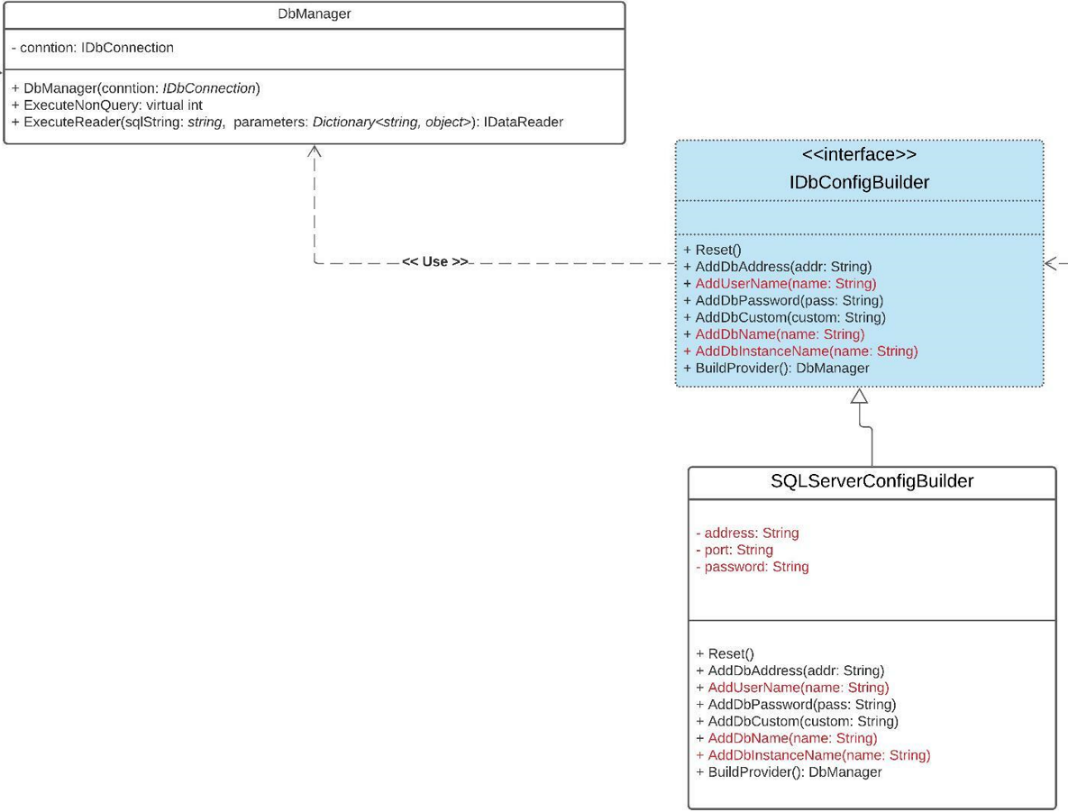 DbManager
- conntion: IDbConnection
+ DbManager(conntion: IDbConnection)
+ ExecuteNonQuery: virtual int
+ ExecuteReader(sqlString: string, parameters: Dictionary<string, object>): IDataReader
<<interface>>
IDbConfigBuilder
+ Reset()
+ AddDbAddress(addr: String)
+ AddUserName(name: String)
+ AddDbPassword(pass: String)
+ AddDbCustom(custom: String)
+ AddDbName(name: String)
+ AddDbInstanceName(name: String)
+ BuildProvider(): DbManager
<< Use >>
SQLServerConfigBuilder
- address: String
- port: String
- password: String
+ Reset()
+ AddDbAddress(addr: String)
+ AddUserName(name: String)
+ AddDbPassword(pass: String)
+ AddDbCustom(custom: String)
+ AddDbName(name: String)
+ AddDbInstanceName(name: String)
+ BuildProvider(): DbManager